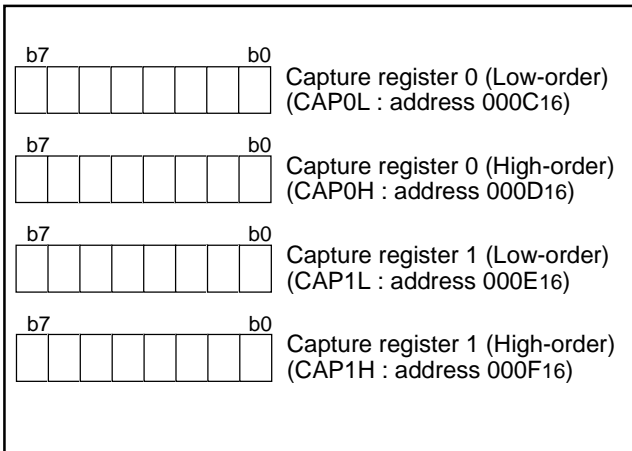 b7 b0
Capture register 0 (Low-order)
(CAP0L : address 000C16)
b7 b0
Capture register 0 (High-order)
(CAP0H : address 000D16)
b7 b0
Capture register 1 (Low-order)
(CAP1L : address 000E16)
b7 b0
Capture register 1 (High-order)
(CAP1H : address 000F16)